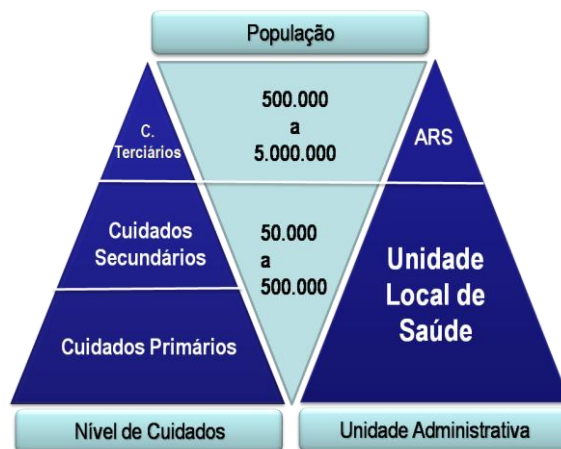 População
500.000
a
5.000.000
C.
Terciários
ARS
Cuidados
Secundários
50.000
a
500.000
Unidade
Local de
Saúde
Cuidados Primários
Nível de Cuidados
Unidade Administrativa